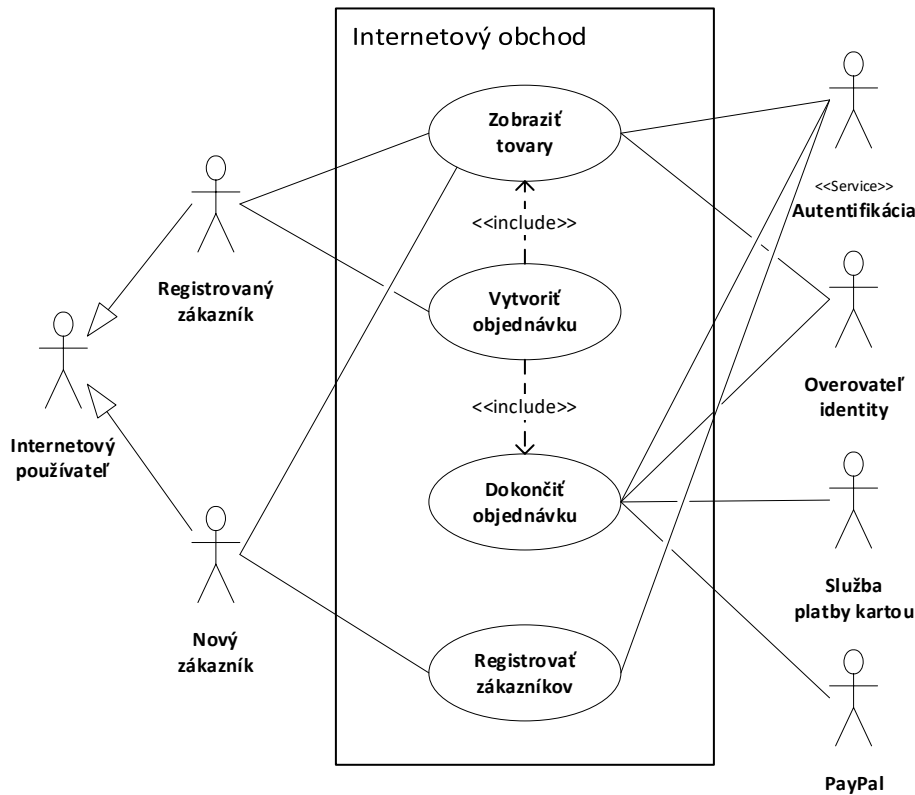 Internetový obchod
Zobraziť
tovary
<<include>>
Vytvoriť
objednávku
<<include>>
Dokončiť
objednávku
Registrovať
zákazníkov
Registrovaný
zákazník
Internetový
používateľ
Nový
zákazník
<<Service>>
Autentifikácia
Overovateľ
identity
Služba
platby kartou
PayPal